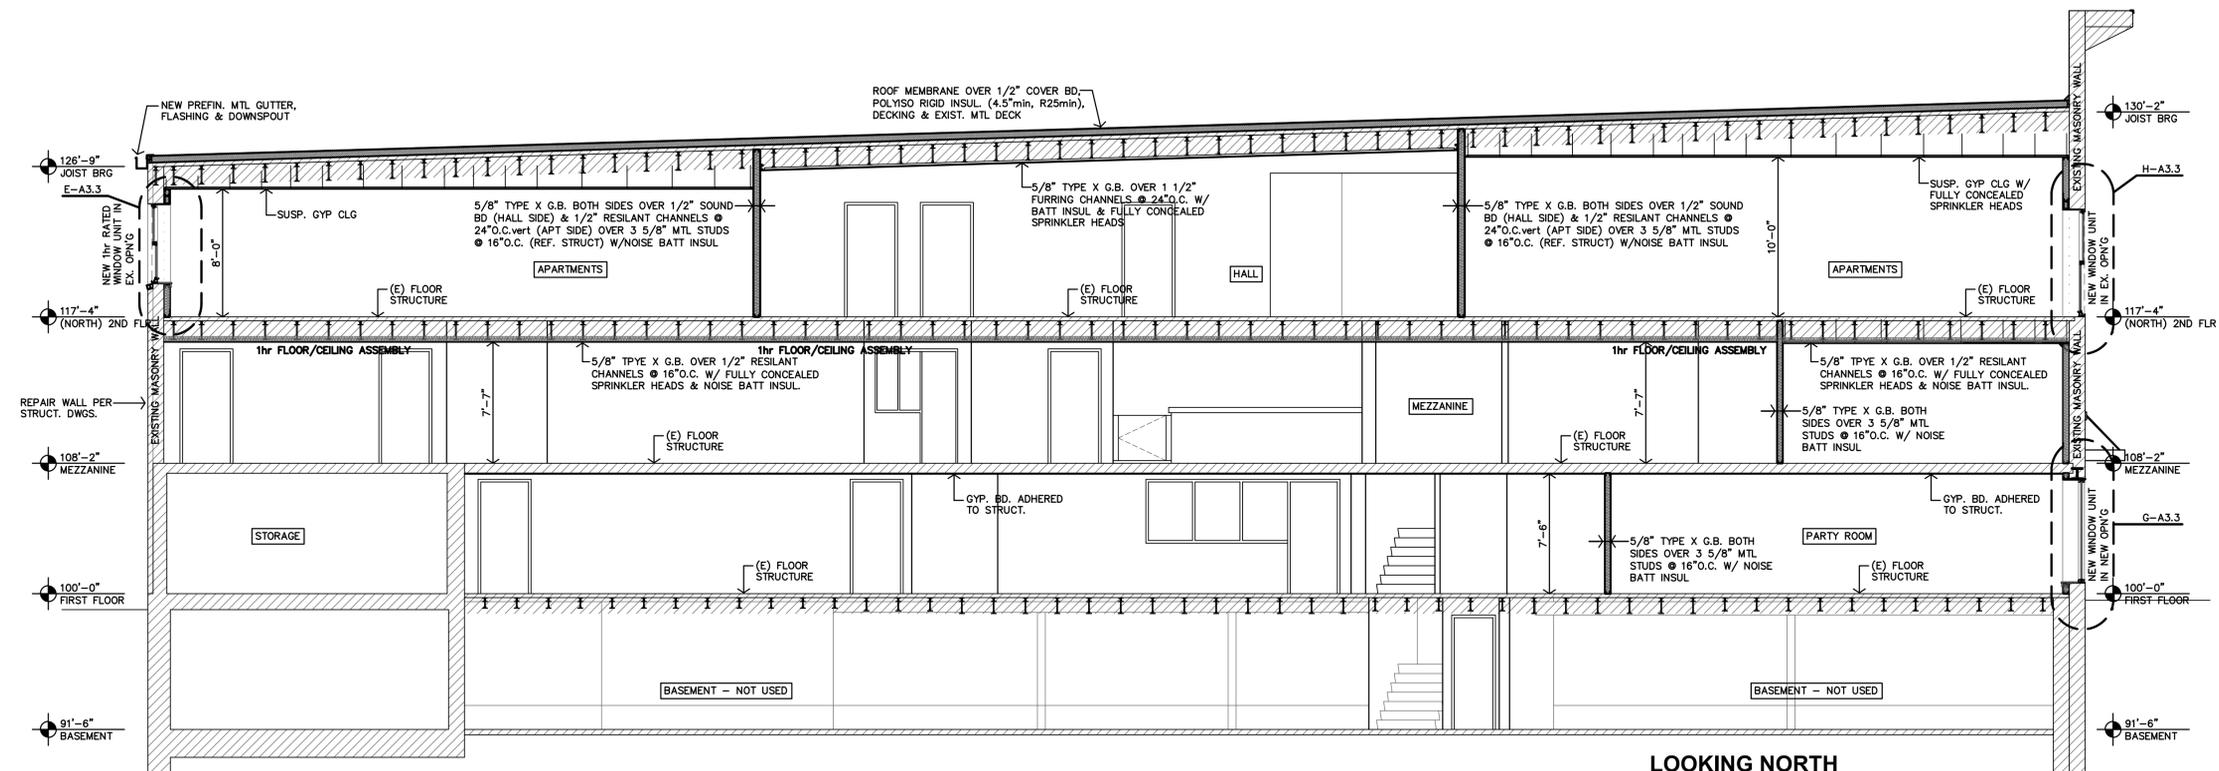 ROOF MEMBRANE OVER 1/2" COVER BD,
POLYISO RIGID INSUL. (4.5"min, R25min),
DECKING & EXIST. MTL DECK
NEW PREFIN. MTL GUTTER,
FLASHING & DOWNSPOUT
126'-9"
JOIST BRG
E-A3.3
NEW 1hr RATED
WINDOW UNIT IN
EX. OPN'G
117'-4"
(NORTH) 2ND FLR
SUSP. GYP CLG
8'-0"
5/8" TYPE X G.B. BOTH SIDES OVER 1/2" SOUND
BD (HALL SIDE) & 1/2" RESILANT CHANNELS @
24"O.C.vert (APT SIDE) OVER 3 5/8" MTL STUDS
@ 16"O.C. (REF. STRUCT) W/NOISE BATT INSUL
APARTMENTS
(E) FLOOR
STRUCTURE
5/8" TYPE X G.B. OVER 1 1/2"
FURRING CHANNELS @ 24"O.C. W/
BATT INSUL & FULLY CONCEALED
SPRINKLER HEADS
HALL
(E) FLOOR
STRUCTURE
5/8" TYPE X G.B. BOTH SIDES OVER 1/2" SOUND
BD (HALL SIDE) & 1/2" RESILANT CHANNELS @
24"O.C.vert (APT SIDE) OVER 3 5/8" MTL STUDS
@ 16"O.C. (REF. STRUCT) W/NOISE BATT INSUL
10'-0"
SUSP. GYP CLG W/
FULLY CONCEALED
SPRINKLER HEADS
APARTMENTS
(E) FLOOR
STRUCTURE
EXISTING MASONRY WALL
130'-2"
JOIST BRG
H-A3.3
NEW WINDOW UNIT
IN EX. OPN'G
117'-4"
(NORTH) 2ND FLR
1hr FLOOR/CEILING ASSEMBLY
1hr FLOOR/CEILING ASSEMBLY
1hr FLOOR/CEILING ASSEMBLY
REPAIR WALL PER
STRUCT. DWGS.
EXISTING MASONRY WALL
108'-2"
MEZZANINE
7'-7"
5/8" TPYE X G.B. OVER 1/2" RESILANT
CHANNELS @ 16"O.C. W/ FULLY CONCEALED
SPRINKLER HEADS & NOISE BATT INSUL.
(E) FLOOR
STRUCTURE
MEZZANINE
(E) FLOOR
STRUCTURE
7'-7"
5/8" TPYE X G.B. OVER 1/2" RESILANT
CHANNELS @ 16"O.C. W/ FULLY CONCEALED
SPRINKLER HEADS & NOISE BATT INSUL.
5/8" TYPE X G.B. BOTH
SIDES OVER 3 5/8" MTL
STUDS @ 16"O.C. W/ NOISE
BATT INSUL
EXISTING MASONRY WALL
108'-2"
MEZZANINE
STORAGE
100'-0"
FIRST FLOOR
(E) FLOOR
STRUCTURE
GYP. BD. ADHERED
TO STRUCT.
7'-6"
5/8" TYPE X G.B. BOTH
SIDES OVER 3 5/8" MTL
STUDS @ 16"O.C. W/ NOISE
BATT INSUL
PARTY ROOM
(E) FLOOR
STRUCTURE
GYP. BD. ADHERED
TO STRUCT.
NEW WINDOW UNIT
IN NEW OPN'G
G-A3.3
100'-0"
FIRST FLOOR
BASEMENT - NOT USED
BASEMENT - NOT USED
91'-6"
BASEMENT
91'-6"
BASEMENT
LOOKING NORTH